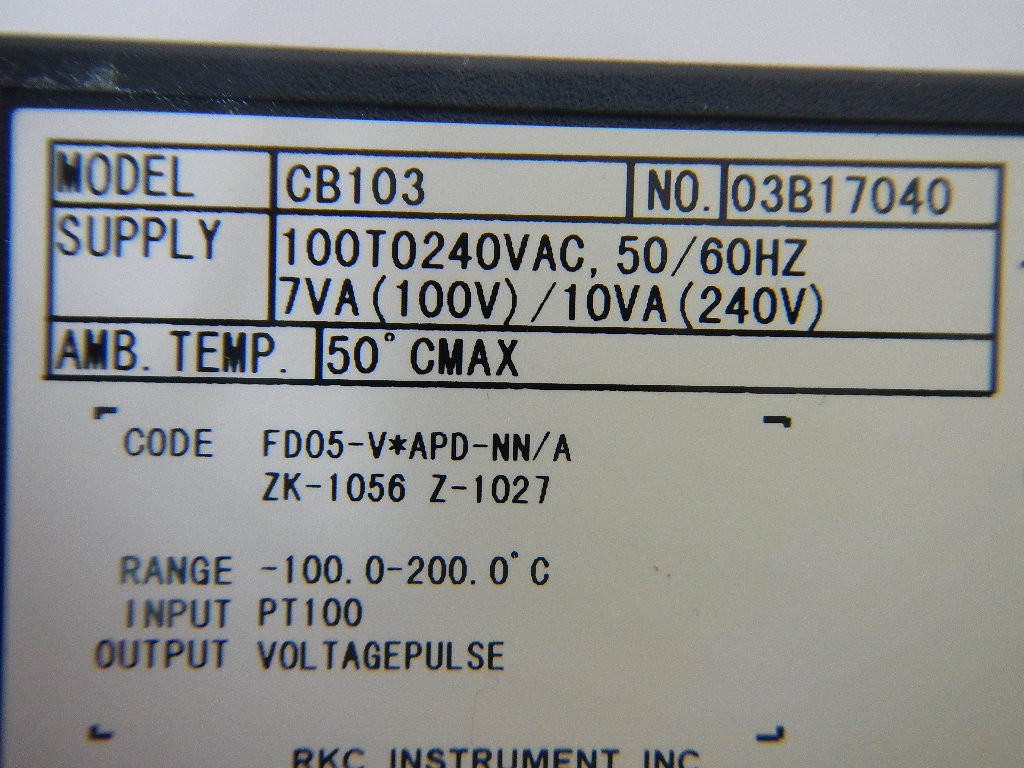 MODEL CB103 NO. 03B17040
SUPPLY 100TO240VAC, 50/60HZ
7VA(100V)/10VA(240V)
AMB. TEMP. 50°CMAX
CODE FD05-V*APD-NN/A
ZK-1056 Z-1027
RANGE -100.0-200.0°C
INPUT PT100
OUTPUT VOLTAGEPULSE
RKC INSTRUMENT INC